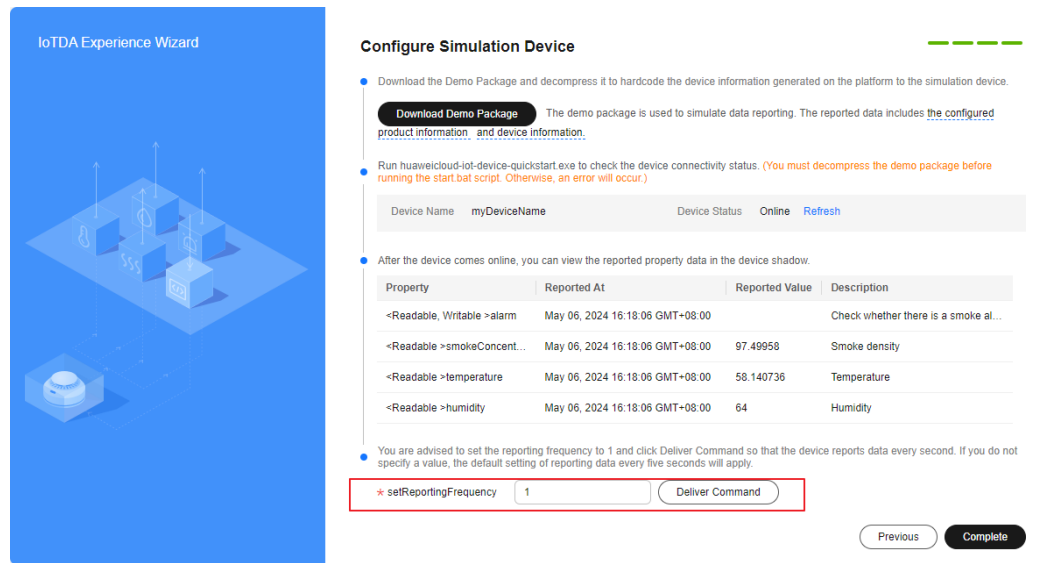 IoTDA Experience Wizard
Configure Simulation Device
Download the Demo Package and decompress it to hardcode the device information generated on the platform to the simulation device.
Download Demo Package The demo package is used to simulate data reporting. The reported data includes the configured
product information and device information.
Run huaweicloud-iot-device-quickstart.exe to check the device connectivity status. (You must decompress the demo package before
running the start.bat script. Otherwise, an error will occur.)
Device Name myDeviceName Device Status Online Refresh
After the device comes online, you can view the reported property data in the device shadow.
Property Reported At Reported Value Description
<Readable, Writable >alarm May 06, 2024 16:18:06 GMT+08:00 Check whether there is a smoke al...
<Readable >smokeConcent... May 06, 2024 16:18:06 GMT+08:00 97.49958 Smoke density
<Readable >temperature May 06, 2024 16:18:06 GMT+08:00 58.140736 Temperature
<Readable >humidity May 06, 2024 16:18:06 GMT+08:00 64 Humidity
You are advised to set the reporting frequency to 1 and click Deliver Command so that the device reports data every second. If you do not
specify a value, the default setting of reporting data every five seconds will apply.
* setReportingFrequency 1 Deliver Command
Previous Complete